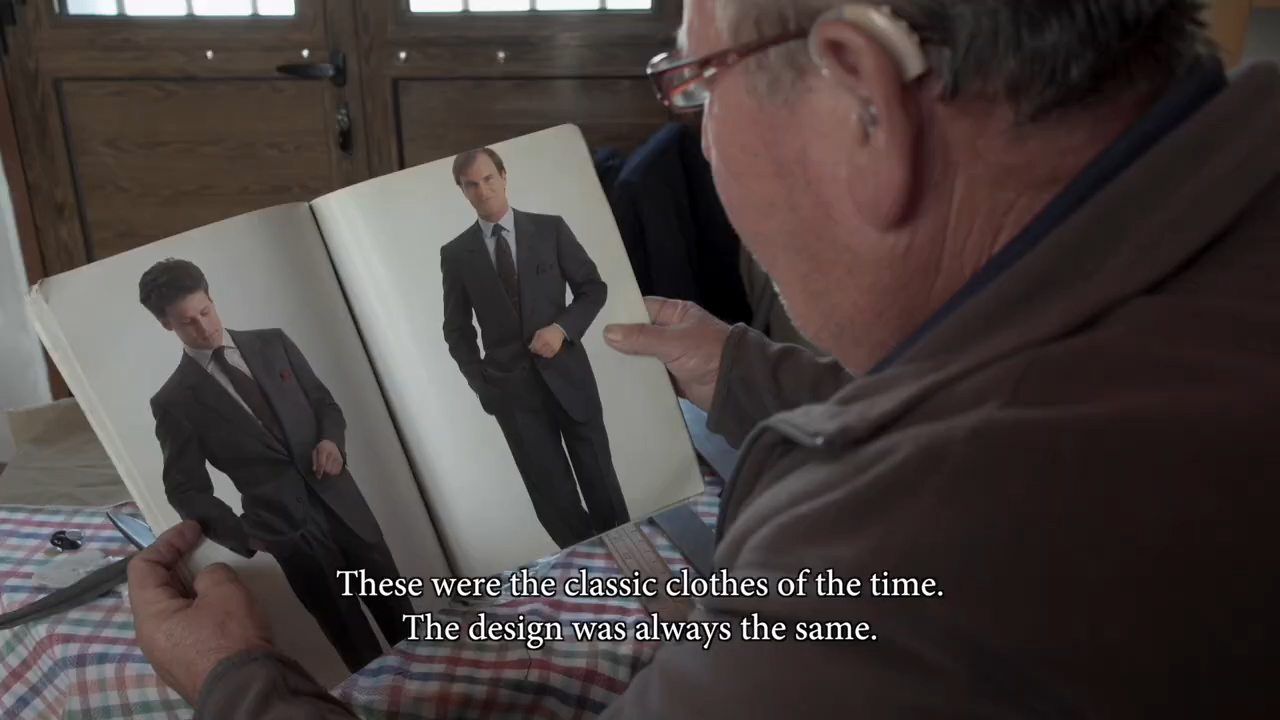 These were the classic clothes of the time.
The design was always the same.